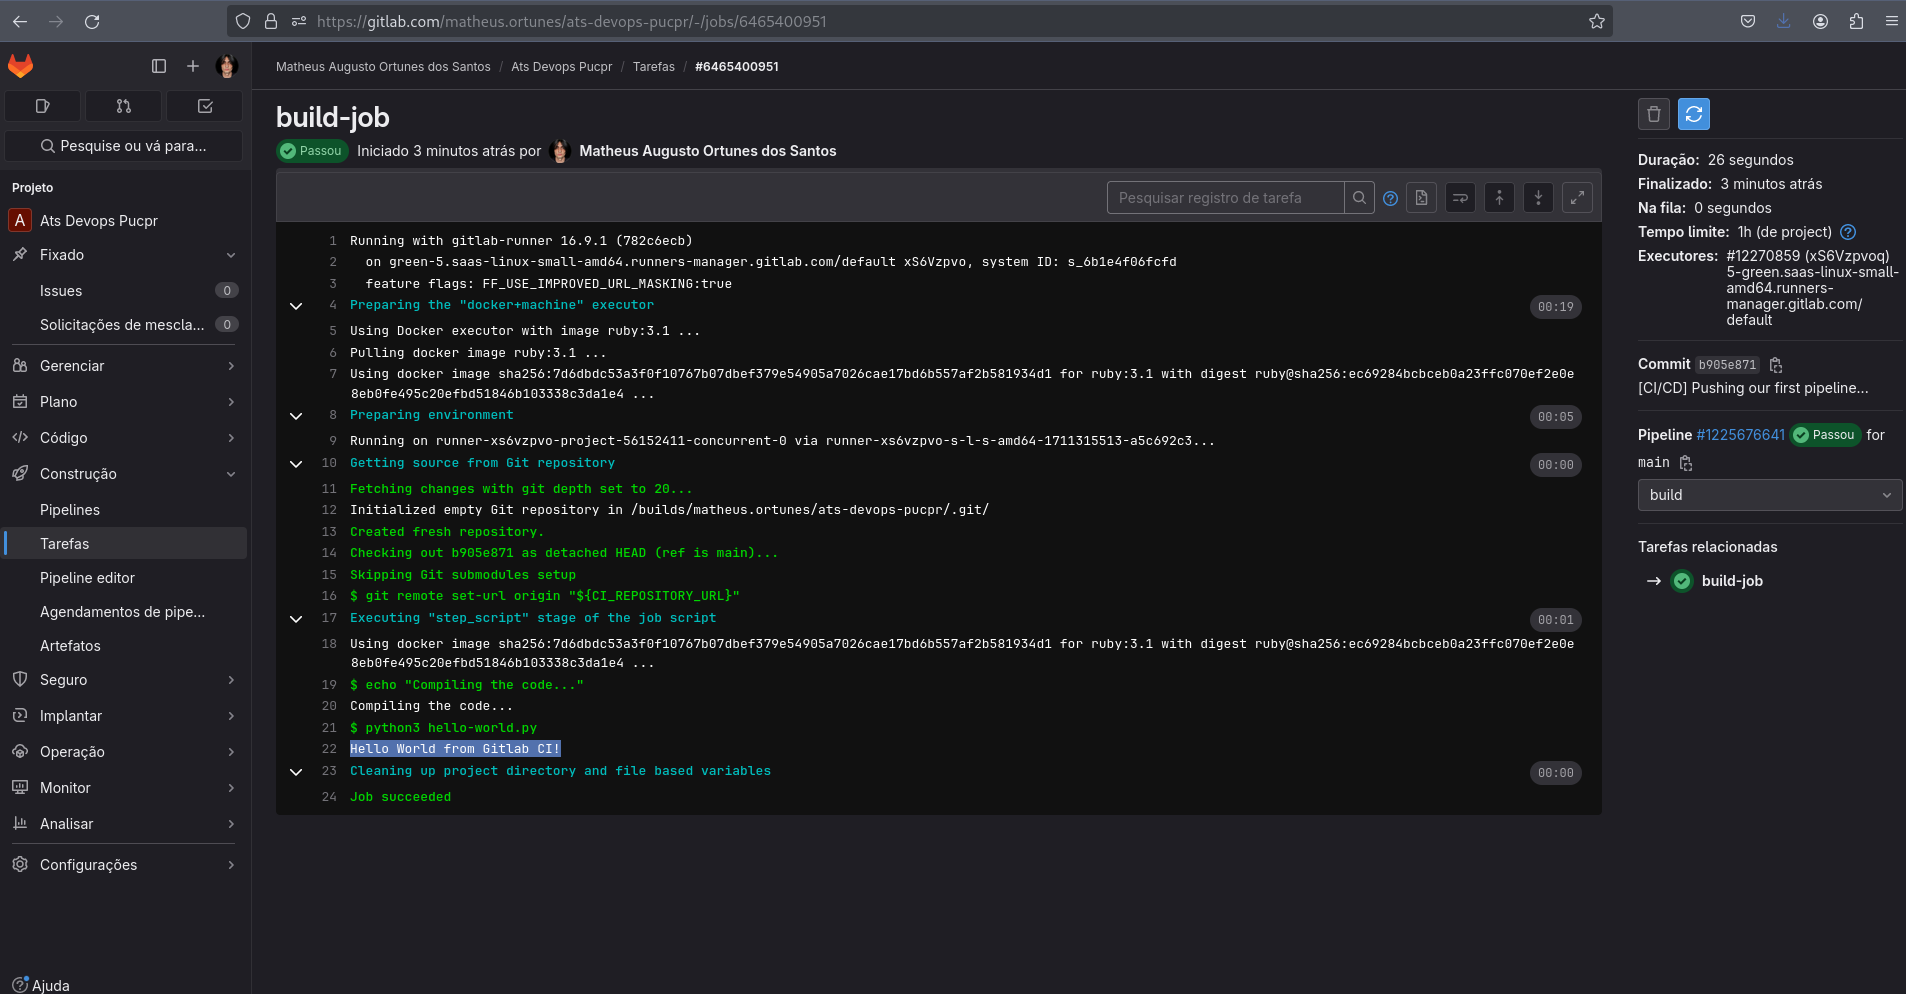 https://gitlab.com/matheus.ortunes/ats-devops-pucpr/-/jobs/6465400951
Pesquise ou vá para...
Projeto
A Ats Devops Pucpr
Fixado
Issues 0
Solicitações de mescla... 0
Gerenciar
Plano
Código
Construção
Pipelines
Tarefas
Pipeline editor
Agendamentos de pipe...
Artefatos
Seguro
Implantar
Operação
Monitor
Analisar
Configurações
Ajuda
Matheus Augusto Ortunes dos Santos / Ats Devops Pucpr / Tarefas / #6465400951
build-job
Passou Iniciado 3 minutos atrás por Matheus Augusto Ortunes dos Santos
Pesquisar registro de tarefa
1 Running with gitlab-runner 16.9.1 (782c6ecb)
2 on green-5.saas-linux-small-amd64.runners-manager.gitlab.com/default xS6Vzpvo, system ID: s_6b1e4f06fcfd
3 feature flags: FF_USE_IMPROVED_URL_MASKING:true
4 Preparing the "docker+machine" executor 00:19
5 Using Docker executor with image ruby:3.1 ...
6 Pulling docker image ruby:3.1 ...
7 Using docker image sha256:7d6dbdc53a3f0f10767b07dbef379e54905a7026cae17bd6b557af2b581934d1 for ruby:3.1 with digest ruby@sha256:ec69284bcbceb0a23ffc070ef2e0e
8eb0fe495c20efbd51846b103338c3da1e4 ...
8 Preparing environment 00:05
9 Running on runner-xs6vzpvo-project-56152411-concurrent-0 via runner-xs6vzpvo-s-l-s-amd64-1711315513-a5c692c3...
10 Getting source from Git repository 00:00
11 Fetching changes with git depth set to 20...
12 Initialized empty Git repository in /builds/matheus.ortunes/ats-devops-pucpr/.git/
13 Created fresh repository.
14 Checking out b905e871 as detached HEAD (ref is main)...
15 Skipping Git submodules setup
16 $ git remote set-url origin "${CI_REPOSITORY_URL}"
17 Executing "step_script" stage of the job script 00:01
18 Using docker image sha256:7d6dbdc53a3f0f10767b07dbef379e54905a7026cae17bd6b557af2b581934d1 for ruby:3.1 with digest ruby@sha256:ec69284bcbceb0a23ffc070ef2e0e
8eb0fe495c20efbd51846b103338c3da1e4 ...
19 $ echo "Compiling the code..."
20 Compiling the code...
21 $ python3 hello-world.py
22 Hello World from Gitlab CI!
23 Cleaning up project directory and file based variables 00:00
24 Job succeeded
Duração: 26 segundos
Finalizado: 3 minutos atrás
Na fila: 0 segundos
Tempo limite: 1h (de project)
Executores: #12270859 (xS6Vzpvoq)
5-green.saas-linux-small-
amd64.runners-
manager.gitlab.com/
default
Commit b905e871
[CI/CD] Pushing our first pipeline...
Pipeline #1225676641 Passou for
main
build
Tarefas relacionadas
→ build-job